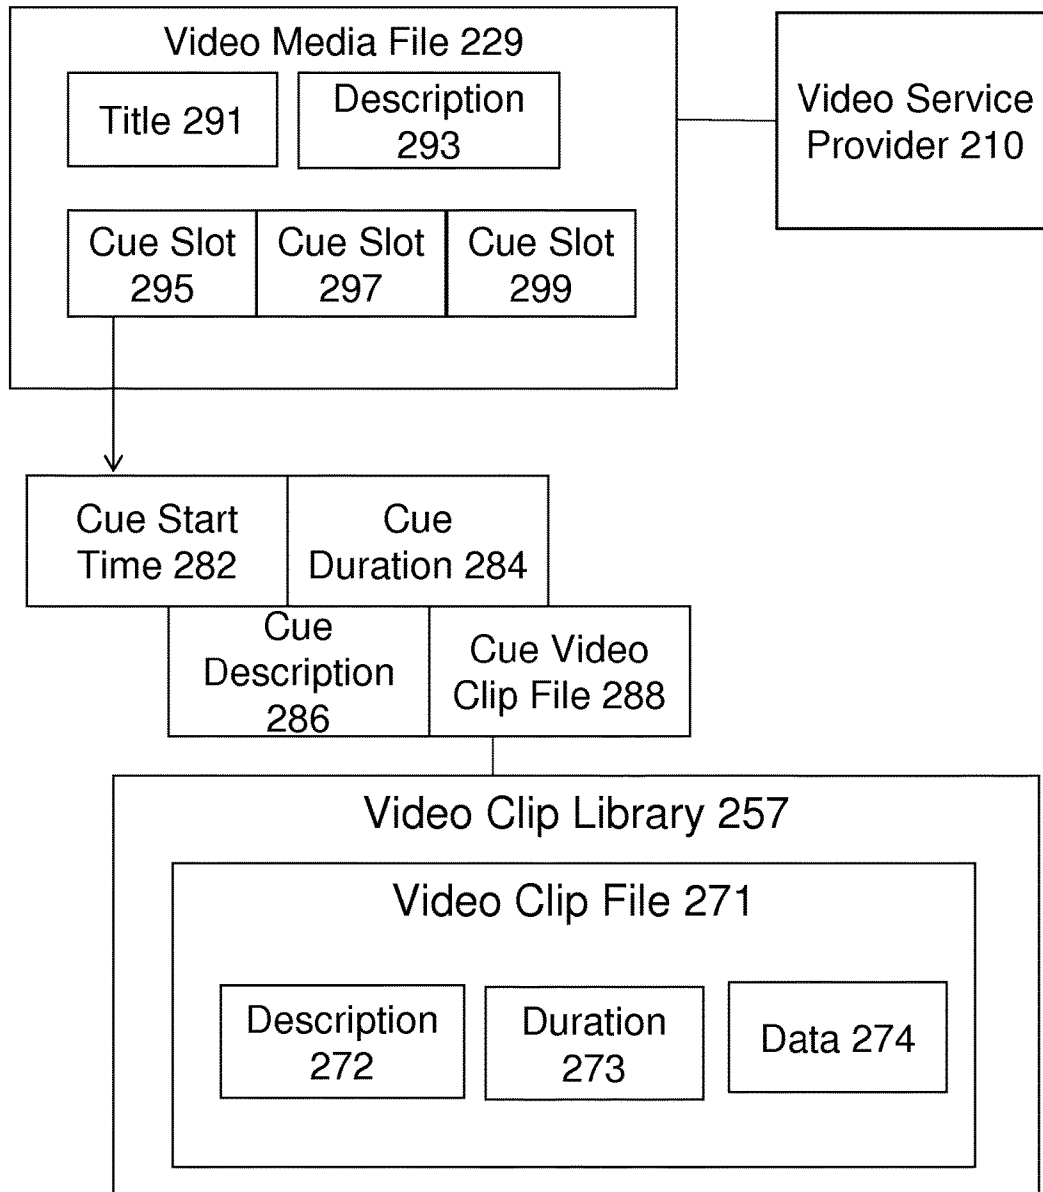 Video Media File 229
Title 291
Description
293
Video Service
Provider 210
Cue Slot
295
Cue Slot
297
Cue Slot
299
Cue Start
Time 282
Cue
Duration 284
Cue
Description
286
Cue Video
Clip File 288
Video Clip Library 257
Video Clip File 271
Description
272
Duration
273
Data 274